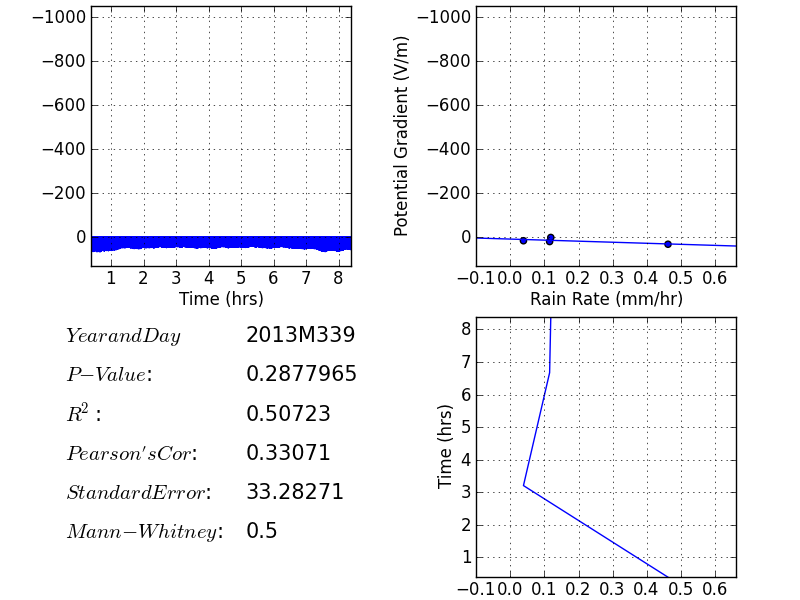 −1000
−800
−600
−400
−200
0
1 2 3 4 5 6 7 8
Time (hrs)
Potential Gradient (V/m)
−1000
−800
−600
−400
−200
0
−0.1 0.0 0.1 0.2 0.3 0.4 0.5 0.6
Rain Rate (mm/hr)
YearandDay 2013M339
P−Value: 0.2877965
R²: 0.50723
Pearson'sCor: 0.33071
StandardError: 33.28271
Mann−Whitney: 0.5
Time (hrs)
8
7
6
5
4
3
2
1
−0.1 0.0 0.1 0.2 0.3 0.4 0.5 0.6